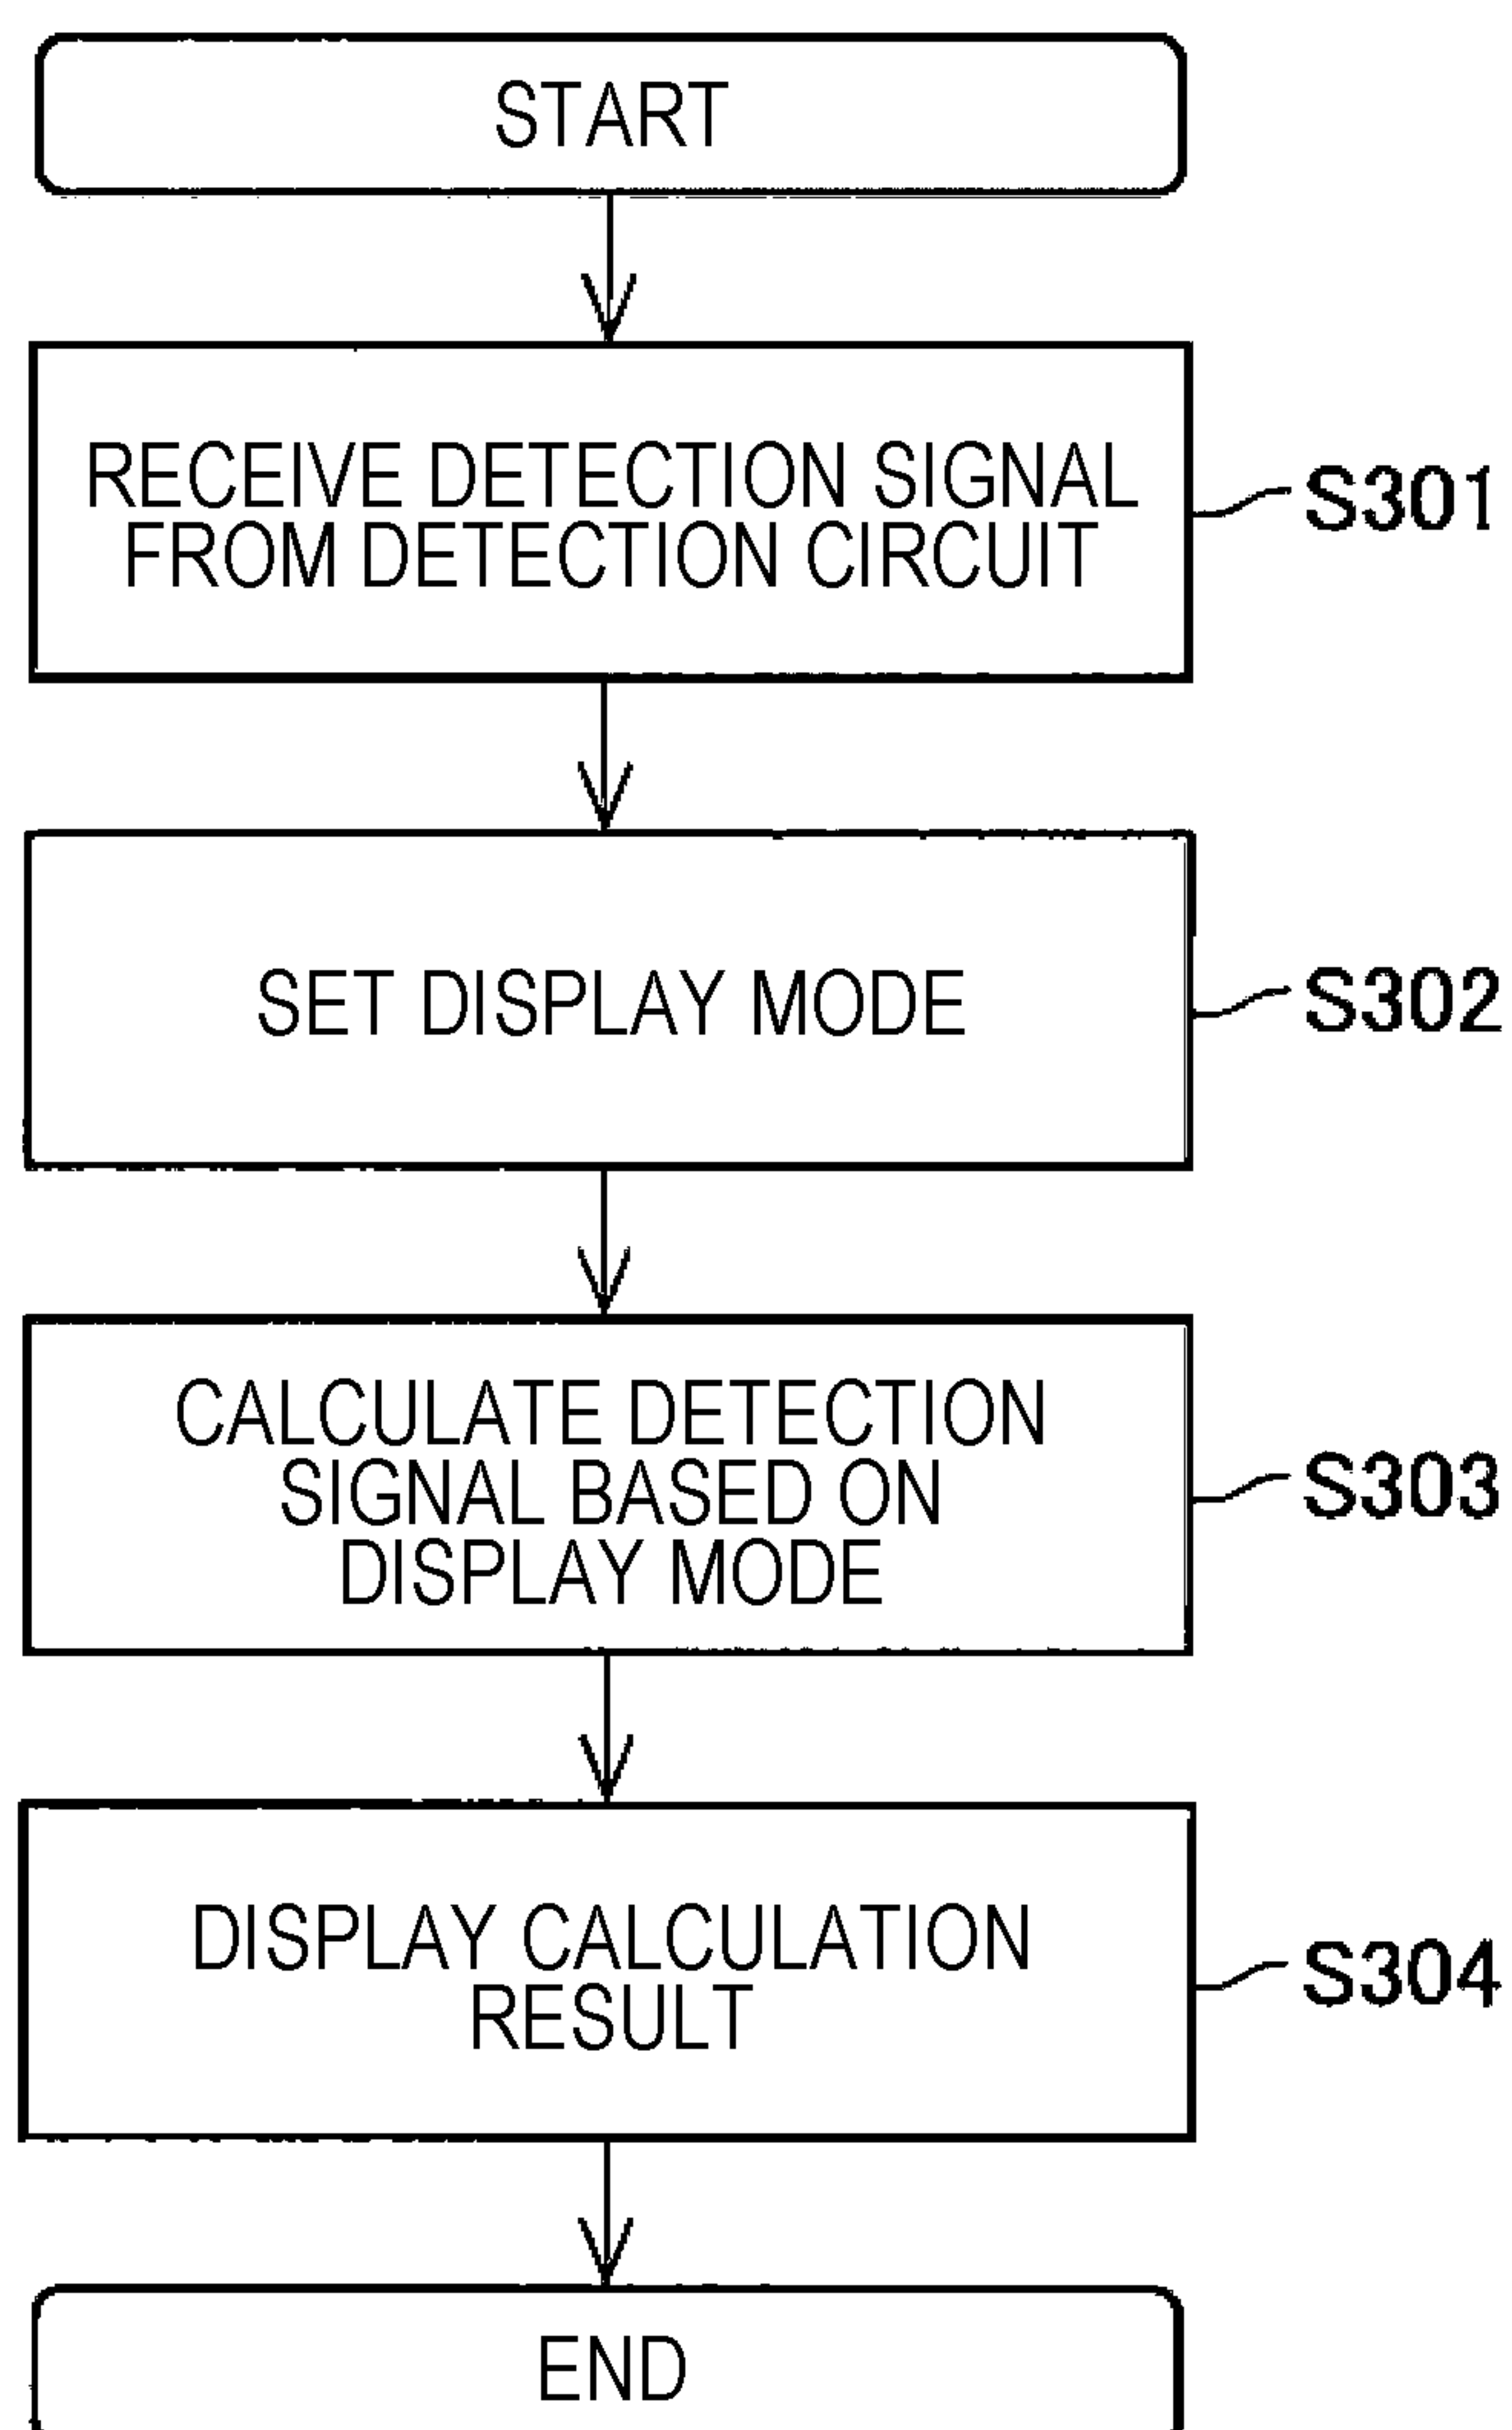 START
RECEIVE DETECTION SIGNAL
FROM DETECTION CIRCUIT
S301
SET DISPLAY MODE
S302
CALCULATE DETECTION
SIGNAL BASED ON
DISPLAY MODE
S303
DISPLAY CALCULATION
RESULT
S304
END